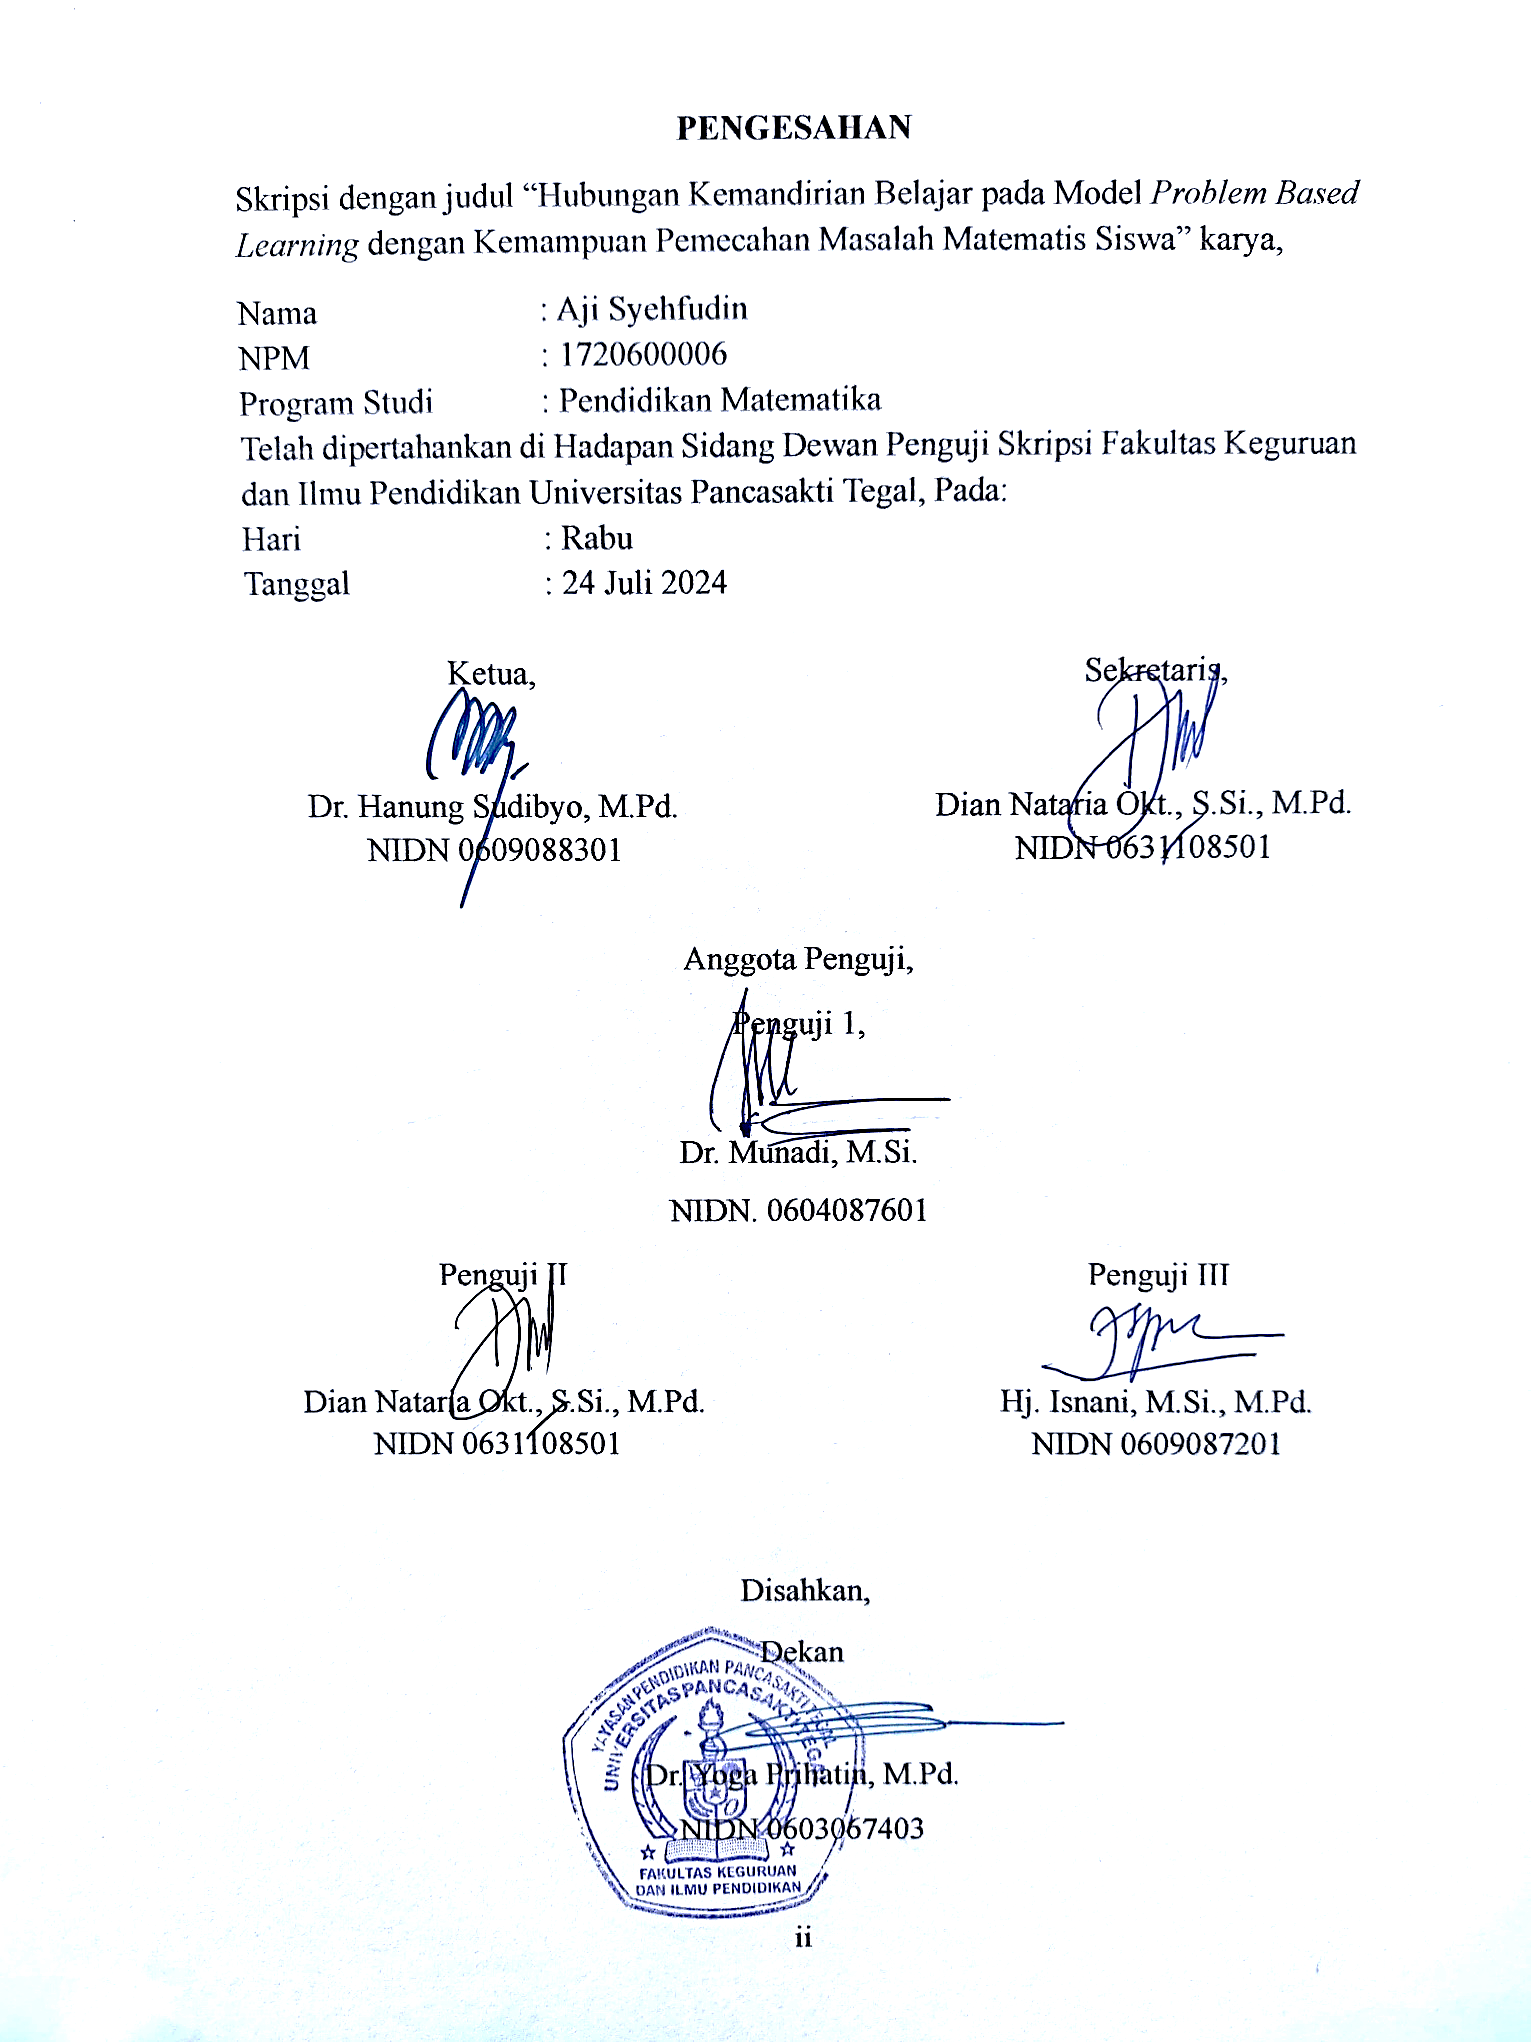 PENGESAHAN
Skripsi dengan judul “Hubungan Kemandirian Belajar pada Model Problem Based
Learning dengan Kemampuan Pemecahan Masalah Matematis Siswa” karya,
Nama : Aji Syehfudin
NPM : 1720600006
Program Studi : Pendidikan Matematika
Telah dipertahankan di Hadapan Sidang Dewan Penguji Skripsi Fakultas Keguruan
dan Ilmu Pendidikan Universitas Pancasakti Tegal, Pada:
Hari : Rabu
Tanggal : 24 Juli 2024
Ketua,
Dr. Hanung Sudibyo, M.Pd.
NIDN 0609088301
Sekretaris,
Dian Nataria Okt., S.Si., M.Pd.
NIDN 0631108501
Anggota Penguji,
Penguji 1,
Dr. Munadi, M.Si.
NIDN. 0604087601
Penguji II
Dian Nataria Okt., S.Si., M.Pd.
NIDN 0631108501
Penguji III
Hj. Isnani, M.Si., M.Pd.
NIDN 0609087201
Disahkan,
Dekan
YAYASAN PENDIDIKAN PANCASAKTI TEGAL
UNIVERSITAS PANCASAKTI TEGAL
Dr. Yoga Prihatin, M.Pd.
NIDN 0603067403
FAKULTAS KEGURUAN
DAN ILMU PENDIDIKAN
ii